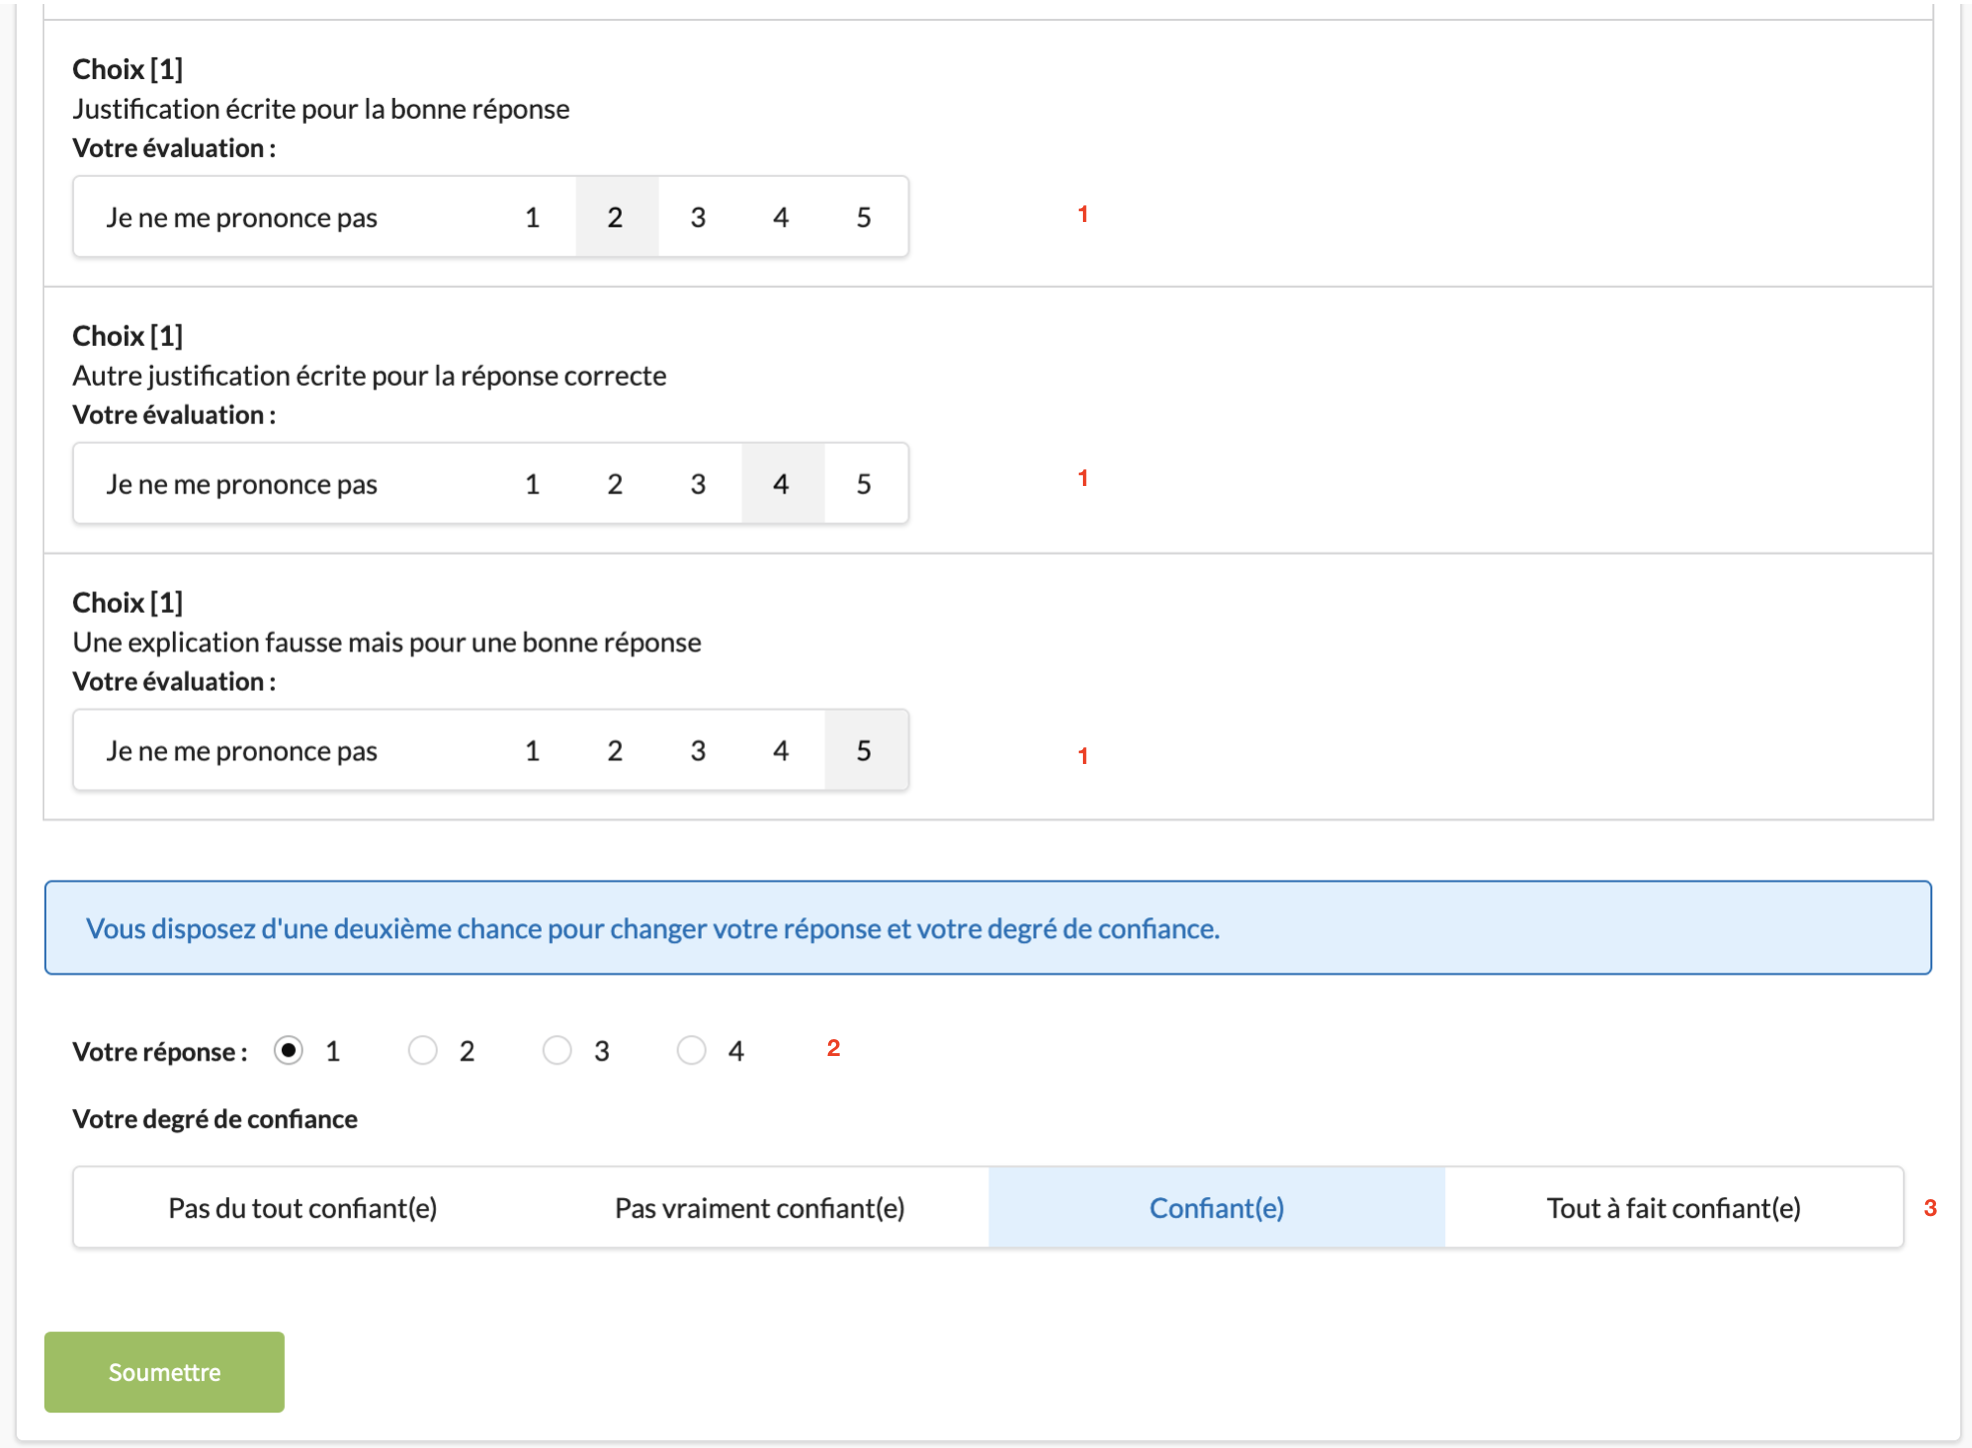 Choix [1]
Justification écrite pour la bonne réponse
Votre évaluation :
Je ne me prononce pas 1 2 3 4 5 1
Choix [1]
Autre justification écrite pour la réponse correcte
Votre évaluation :
Je ne me prononce pas 1 2 3 4 5 1
Choix [1]
Une explication fausse mais pour une bonne réponse
Votre évaluation :
Je ne me prononce pas 1 2 3 4 5 1
Vous disposez d'une deuxième chance pour changer votre réponse et votre degré de confiance.
Votre réponse : 1 2 3 4 2
Votre degré de confiance
Pas du tout confiant(e) Pas vraiment confiant(e) Confiant(e) Tout à fait confiant(e) 3
Soumettre